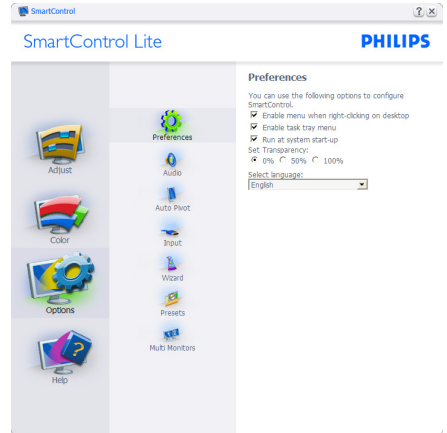 SmartControl
SmartControl Lite
PHILIPS
Adjust
Color
Options
Help
Preferences
Audio
Auto Pivot
Input
Wizard
Presets
Multi Monitors
Preferences
You can use the following options to configure
SmartControl.
Enable menu when right-clicking on desktop
Enable task tray menu
Run at system start-up
Set Transparency:
0% 50% 100%
Select language:
English